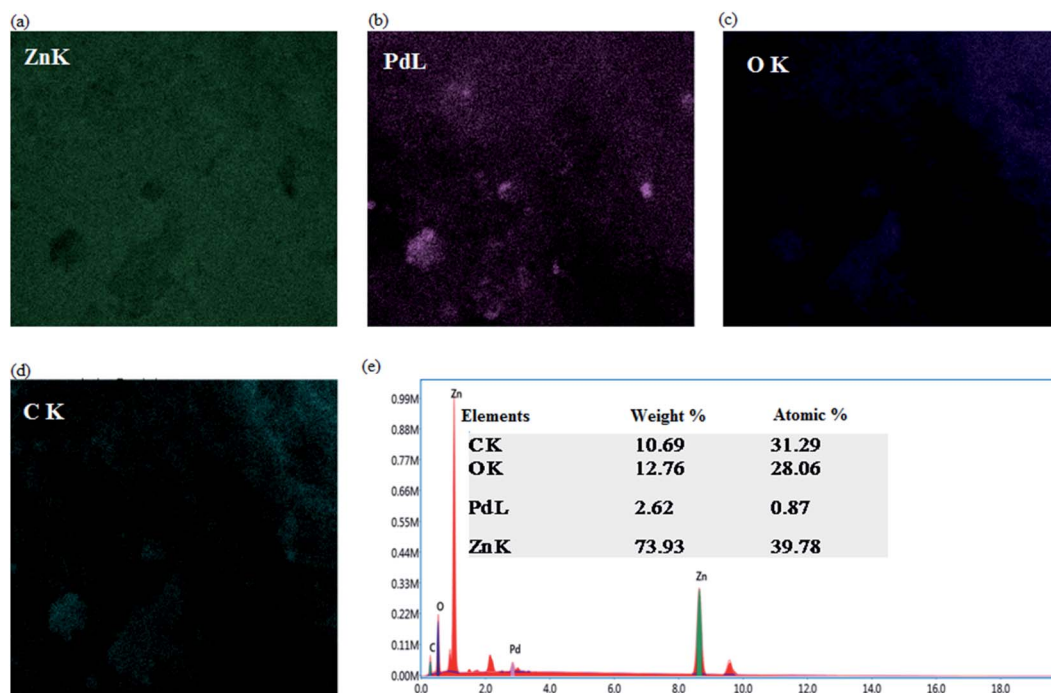 (a)
ZnK
(b)
PdL
(c)
O K
(d)
C K
(e)
0.99M
0.88M
0.77M
0.66M
0.55M
0.44M
0.33M
0.22M
0.11M
0.00M
Zn
O
C
Pd
Zn
Elements Weight % Atomic %
CK 10.69 31.29
OK 12.76 28.06
PdL 2.62 0.87
ZnK 73.93 39.78
0.0 2.0 4.0 6.0 8.0 10.0 12.0 14.0 16.0 18.0